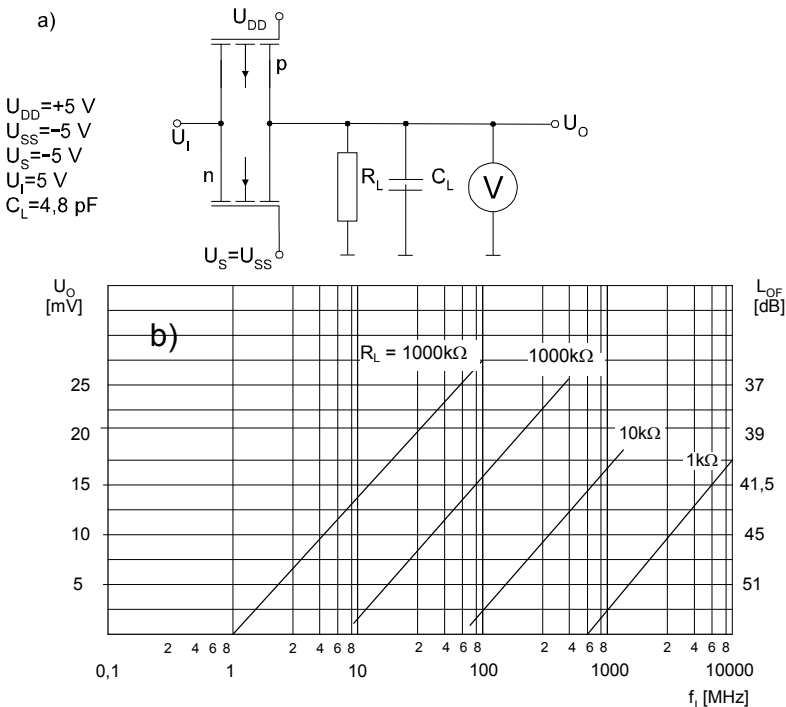 a)
U_DD
p
U_DD=+5 V
U_SS=−5 V
U_S=−5 V
U_I=5 V
C_L=4,8 pF
U_I
U_O
n
R_L
C_L
V
U_S=U_SS
U_O
[mV]
L_OF
[dB]
b)
R_L = 1000kΩ
1000kΩ
10kΩ
1kΩ
25
20
15
10
5
37
39
41,5
45
51
2 4 6 8 2 4 6 8 2 4 6 8 2 4 6 8 2 4 6 8
0,1 1 10 100 1000 10000
f_I [MHz]